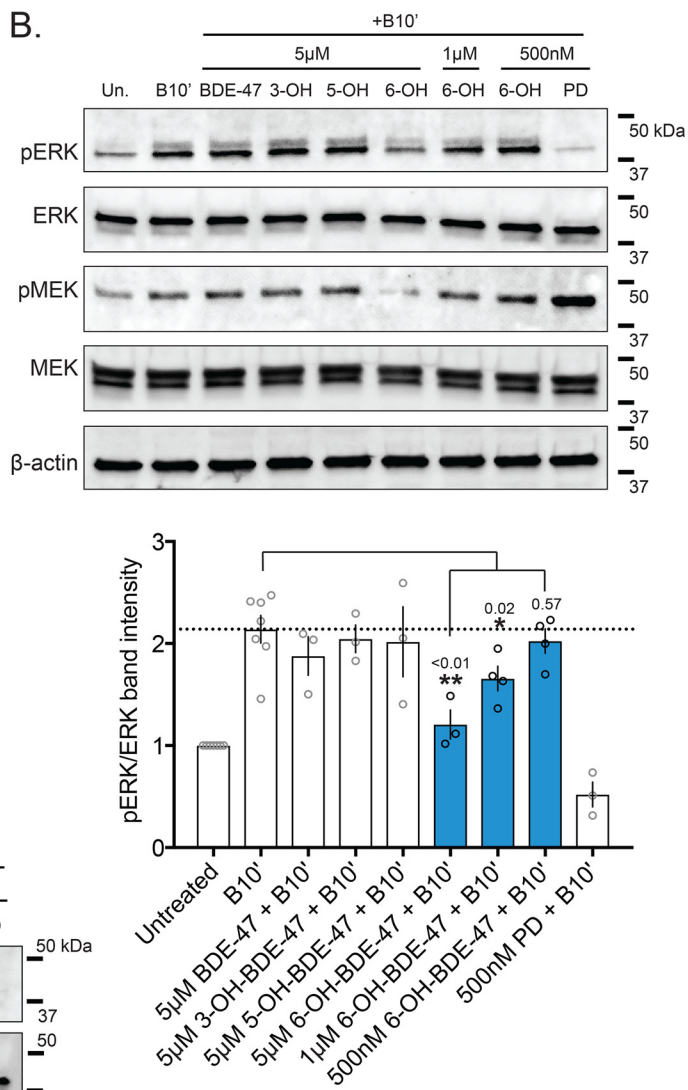 B.
+B10'
5µM 1µM 500nM
Un. B10' BDE-47 3-OH 5-OH 6-OH 6-OH 6-OH PD
pERK
50 kDa
37
ERK
50
37
pMEK
50
37
MEK
50
37
β-actin
50
37
pERK/ERK band intensity
3
2
1
0
<0.01
**
0.02
*
0.57
Untreated
B10'
5µM BDE-47 + B10'
5µM 3-OH-BDE-47 + B10'
5µM 5-OH-BDE-47 + B10'
5µM 6-OH-BDE-47 + B10'
1µM 6-OH-BDE-47 + B10'
500nM 6-OH-BDE-47 + B10'
500nM PD + B10'
50 kDa
37
50